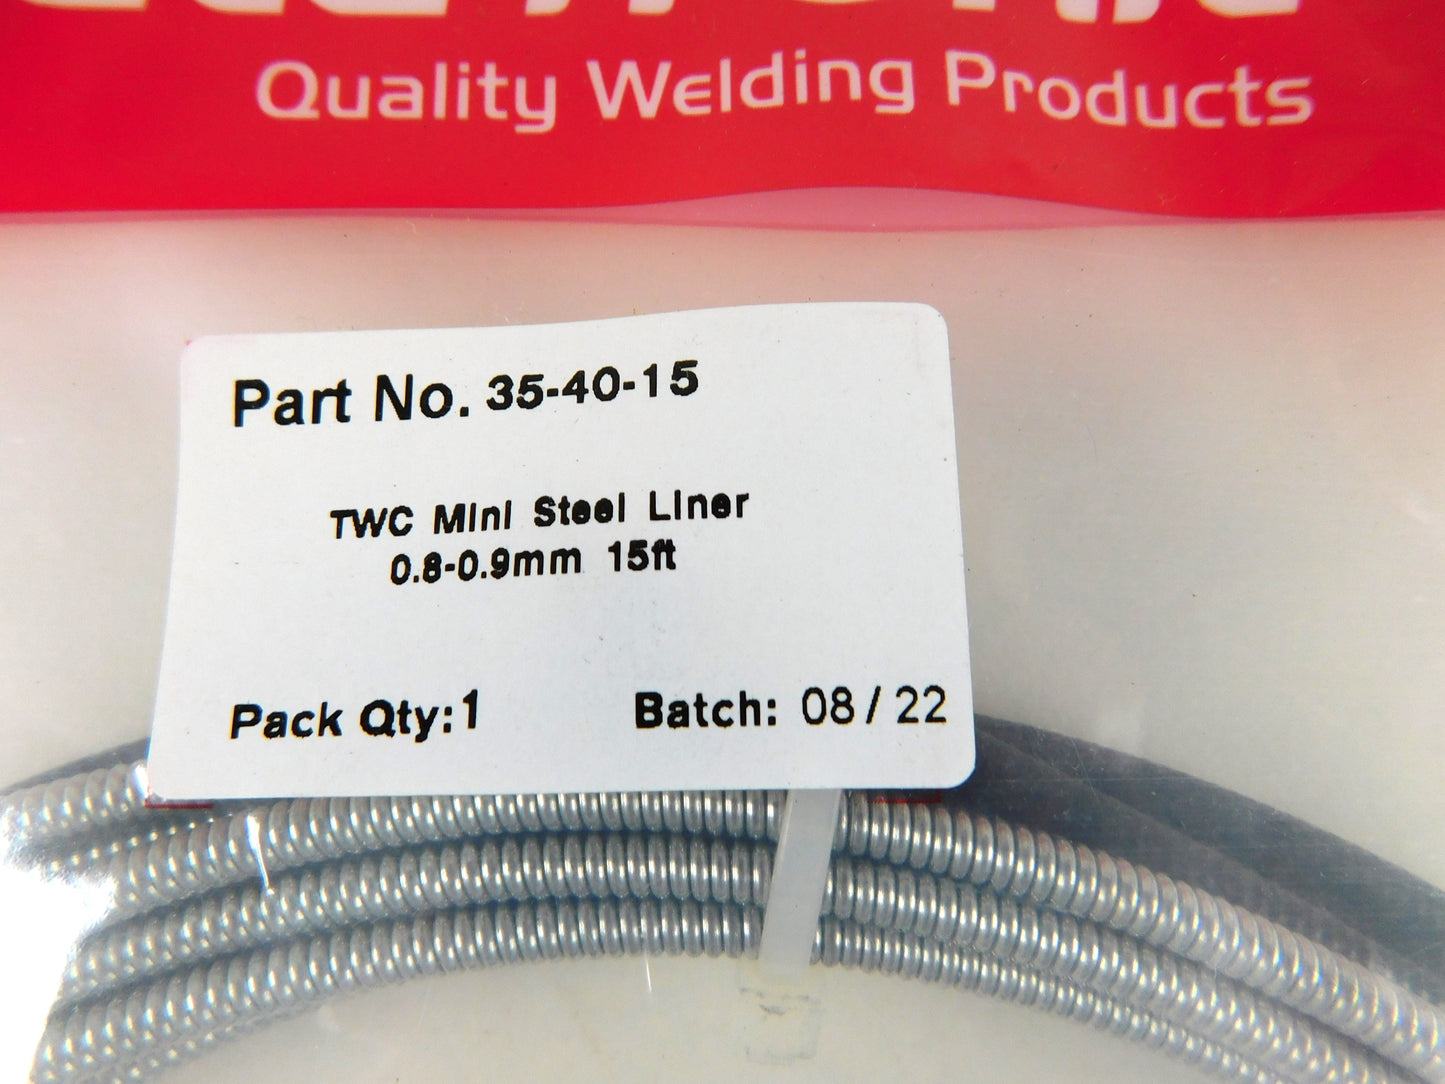 Quality Welding Products
Part No. 35-40-15
TWC Mini Steel Liner
0.8-0.9mm 15ft
Pack Qty:1 Batch: 08/22